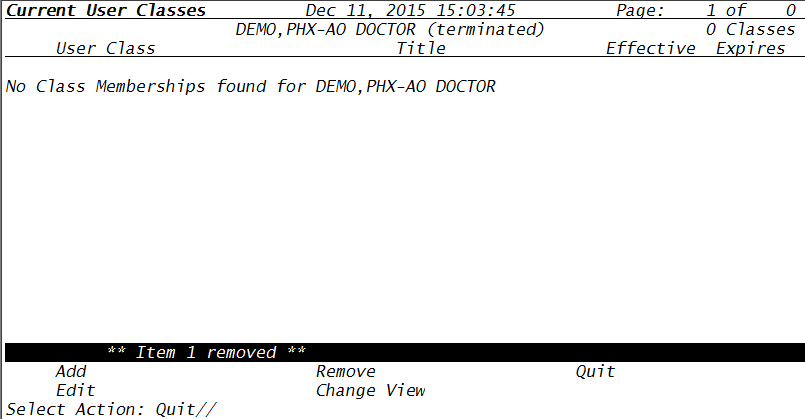 Current User Classes Dec 11, 2015 15:03:45 Page: 1 of 0
DEMO,PHX-AO DOCTOR (terminated) 0 Classes
User Class Title Effective Expires
No Class Memberships found for DEMO,PHX-AO DOCTOR
** Item 1 removed **
Add Remove Quit
Edit Change View
Select Action: Quit//